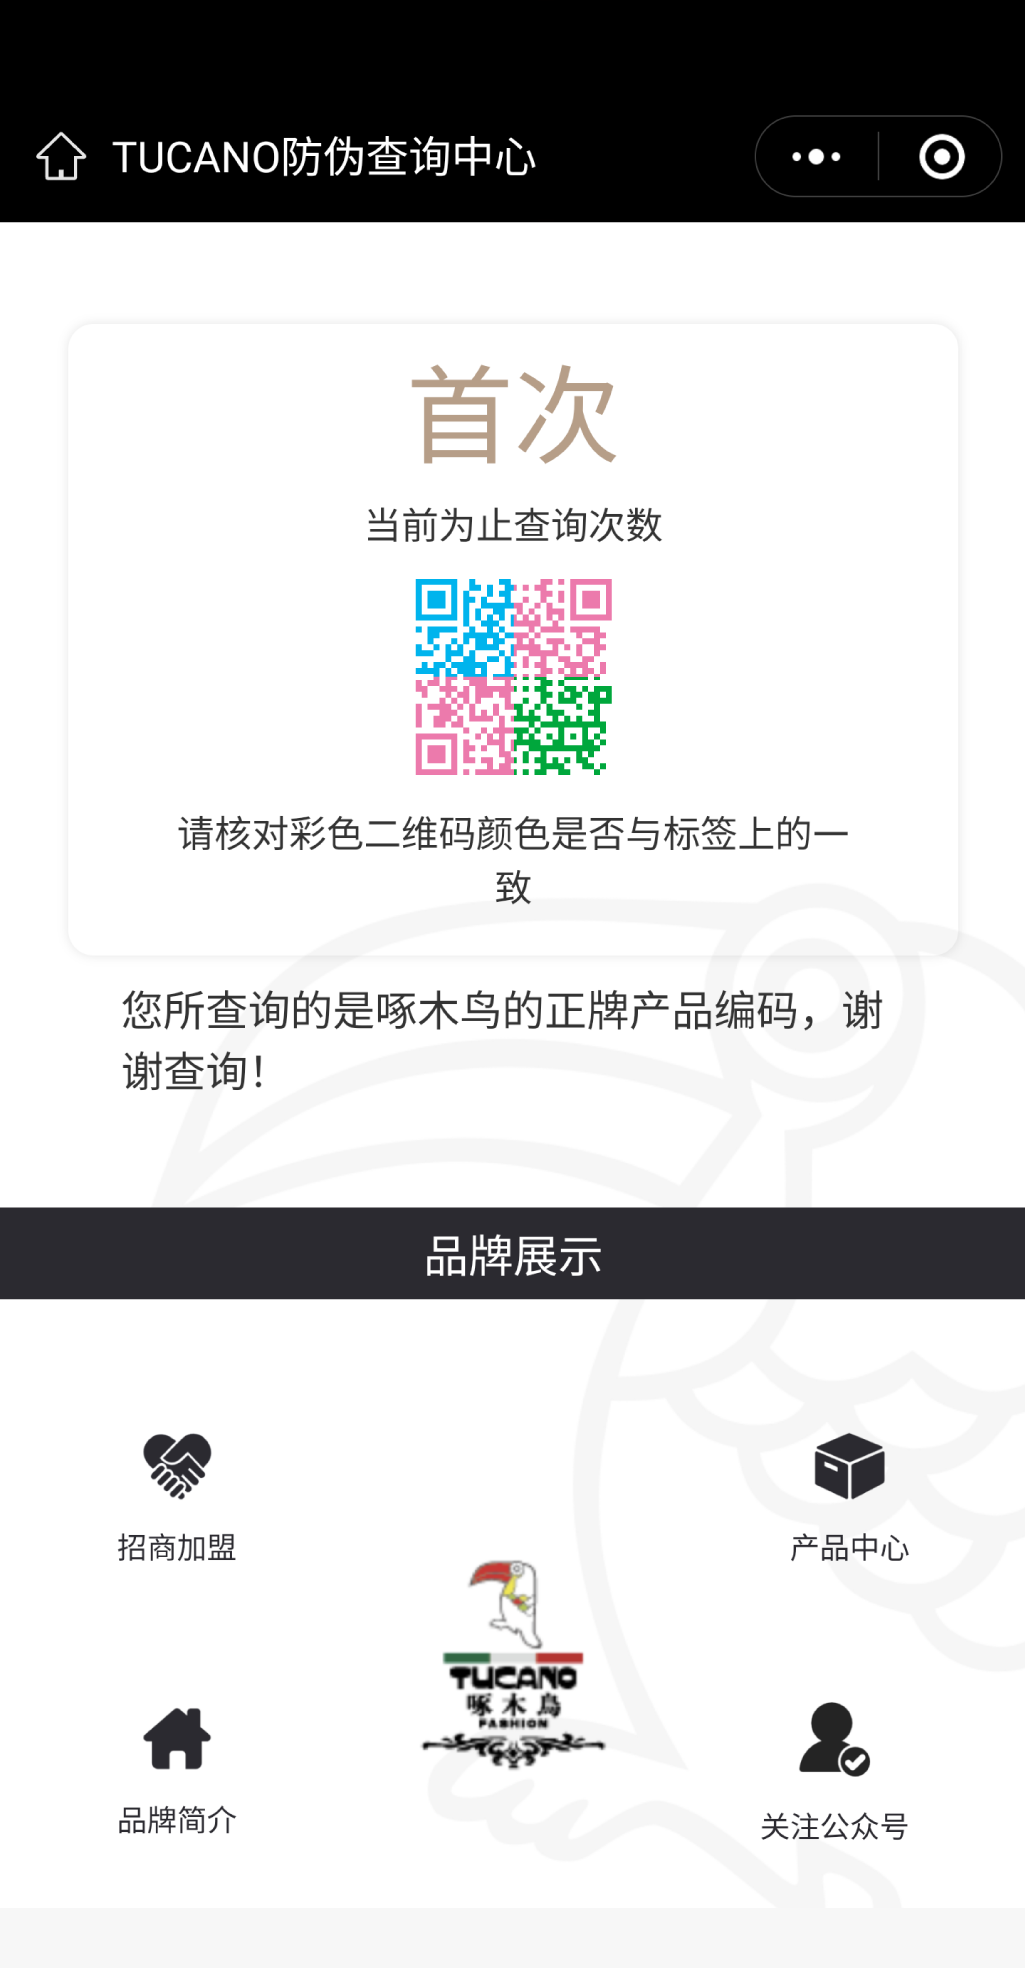 TUCANO防伪查询中心
首次
当前为止查询次数
请核对彩色二维码颜色是否与标签上的一
致
您所查询的是啄木鸟的正牌产品编码，谢
谢查询！
品牌展示
招商加盟
产品中心
TUCANO
啄木鳥
FASHION
品牌简介
关注公众号